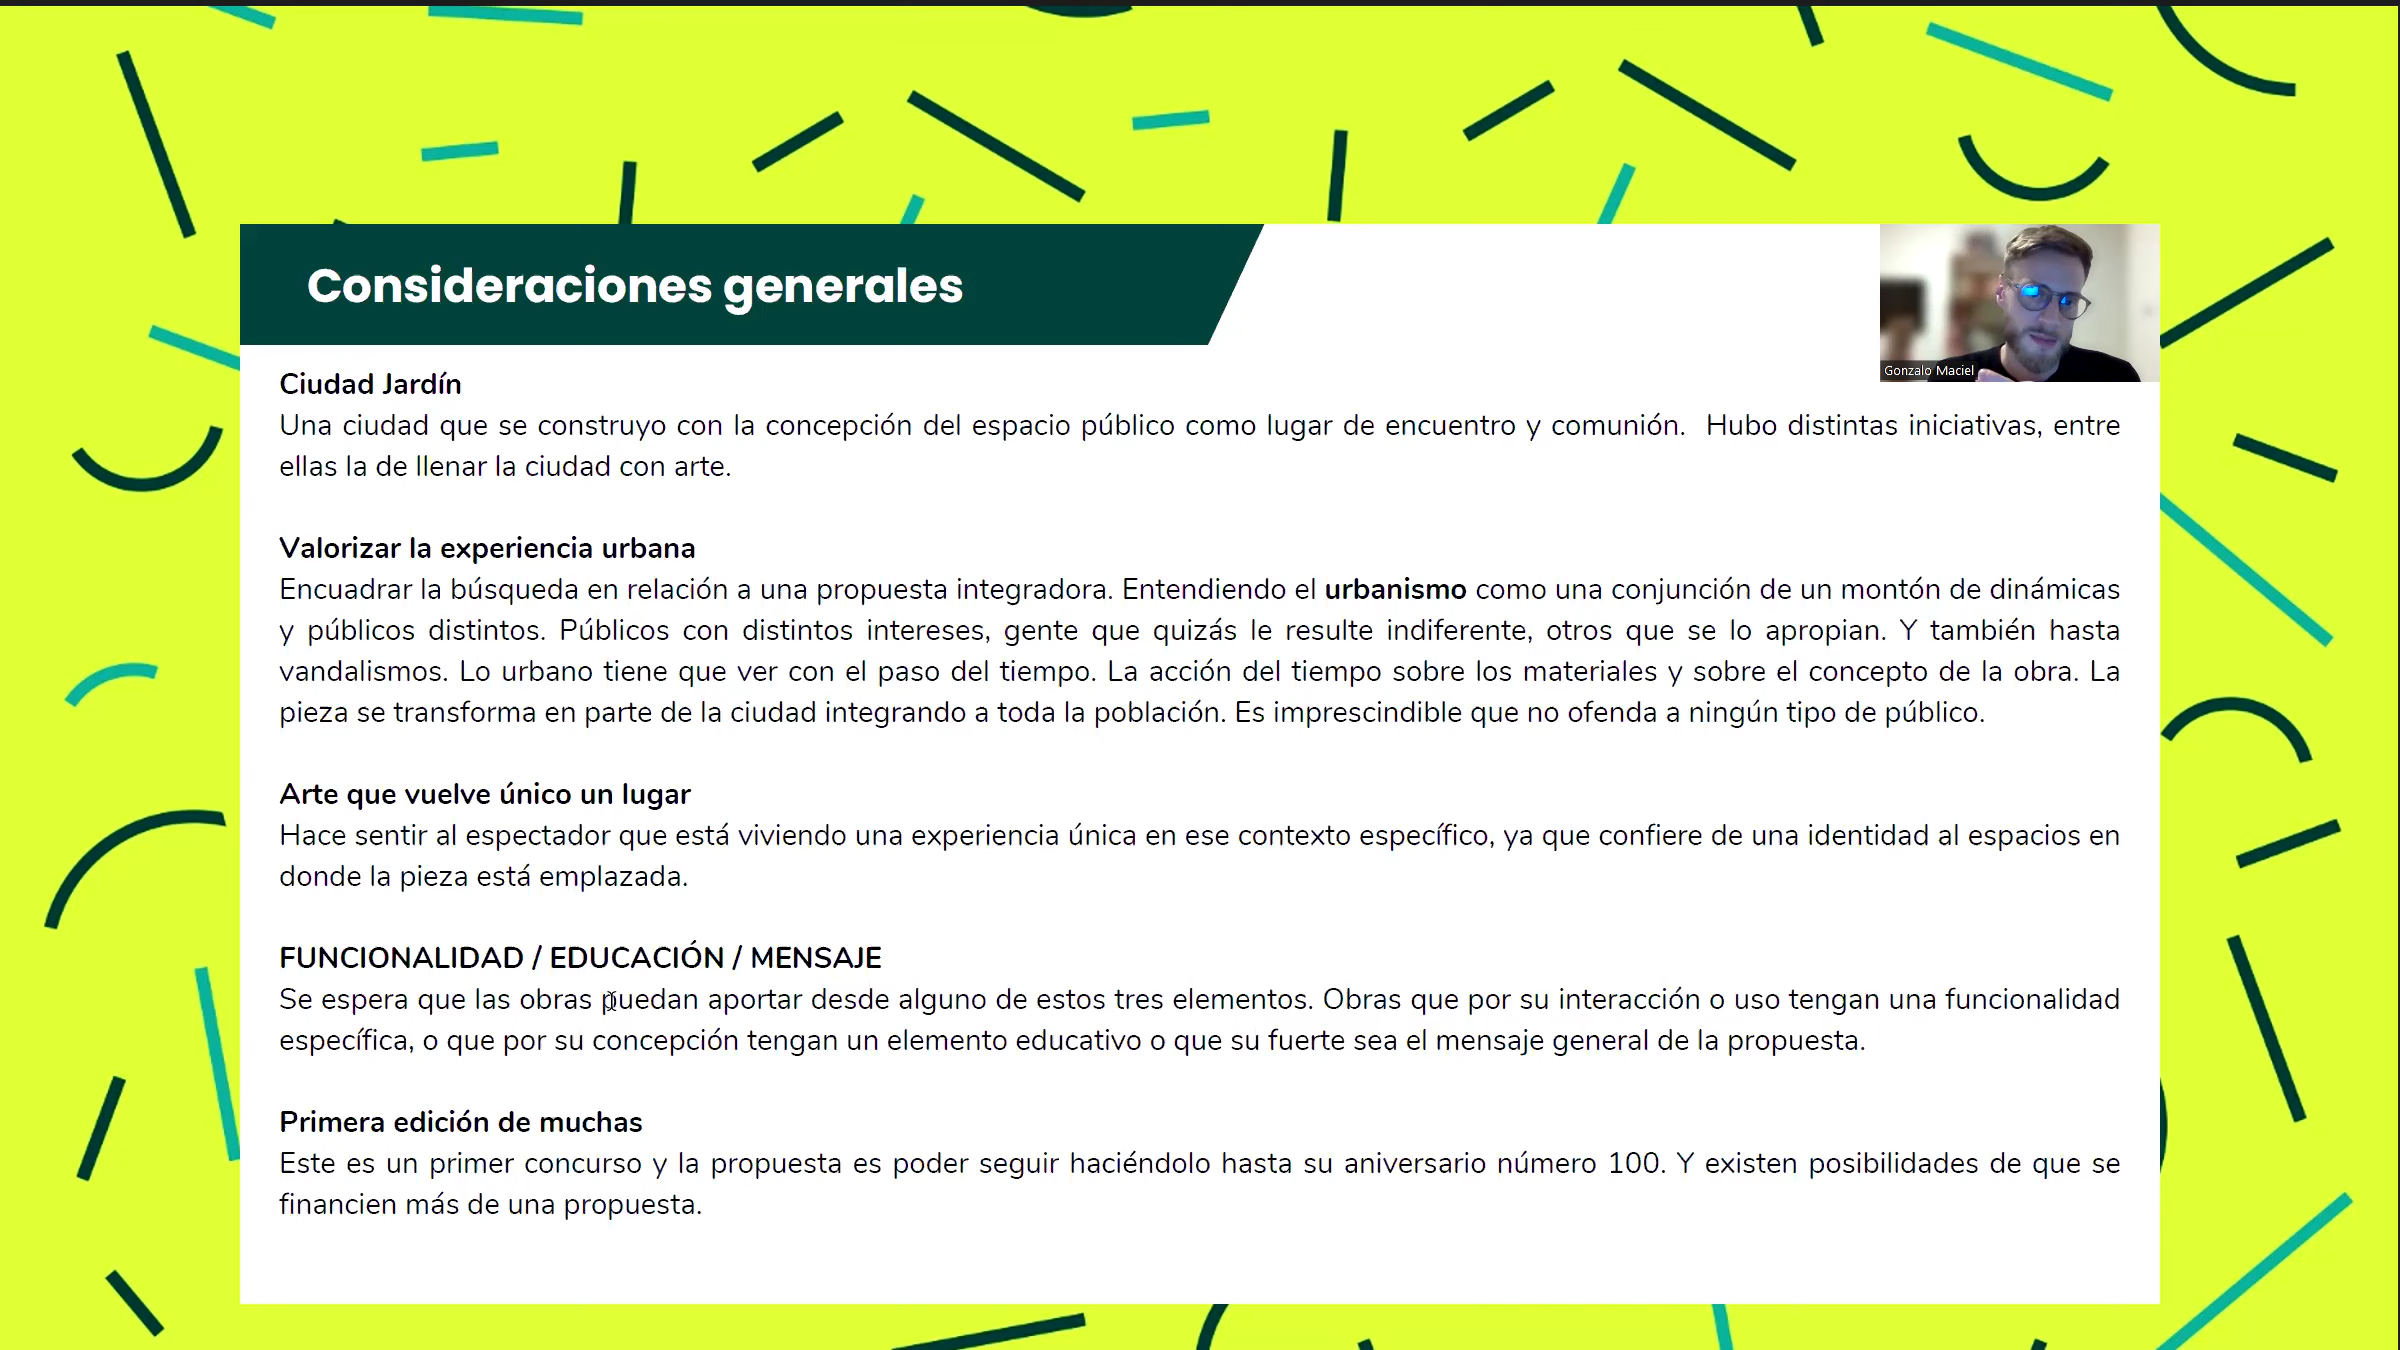 Consideraciones generales
Gonzalo Maciel
Ciudad Jardín
Una ciudad que se construyo con la concepción del espacio público como lugar de encuentro y comunión.  Hubo distintas iniciativas, entre
ellas la de llenar la ciudad con arte.
Valorizar la experiencia urbana
Encuadrar la búsqueda en relación a una propuesta integradora. Entendiendo el urbanismo como una conjunción de un montón de dinámicas
y públicos distintos. Públicos con distintos intereses, gente que quizás le resulte indiferente, otros que se lo apropian. Y también hasta
vandalismos. Lo urbano tiene que ver con el paso del tiempo. La acción del tiempo sobre los materiales y sobre el concepto de la obra. La
pieza se transforma en parte de la ciudad integrando a toda la población. Es imprescindible que no ofenda a ningún tipo de público.
Arte que vuelve único un lugar
Hace sentir al espectador que está viviendo una experiencia única en ese contexto específico, ya que confiere de una identidad al espacios en
donde la pieza está emplazada.
FUNCIONALIDAD / EDUCACIÓN / MENSAJE
Se espera que las obras puedan aportar desde alguno de estos tres elementos. Obras que por su interacción o uso tengan una funcionalidad
específica, o que por su concepción tengan un elemento educativo o que su fuerte sea el mensaje general de la propuesta.
Primera edición de muchas
Este es un primer concurso y la propuesta es poder seguir haciéndolo hasta su aniversario número 100. Y existen posibilidades de que se
financien más de una propuesta.